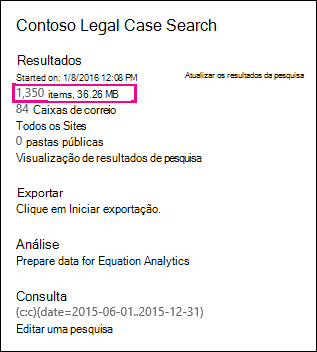 Contoso Legal Case Search
Resultados
Started on: 1/8/2016 12:08 PM
Atualizar os resultados da pesquisa
1,350 items, 36.26 MB
84 Caixas de correio
Todos os Sites
0 pastas públicas
Visualização de resultados de pesquisa
Exportar
Clique em Iniciar exportação.
Análise
Prepare data for Equation Analytics
Consulta
(c:c)(date=2015-06-01..2015-12-31)
Editar uma pesquisa